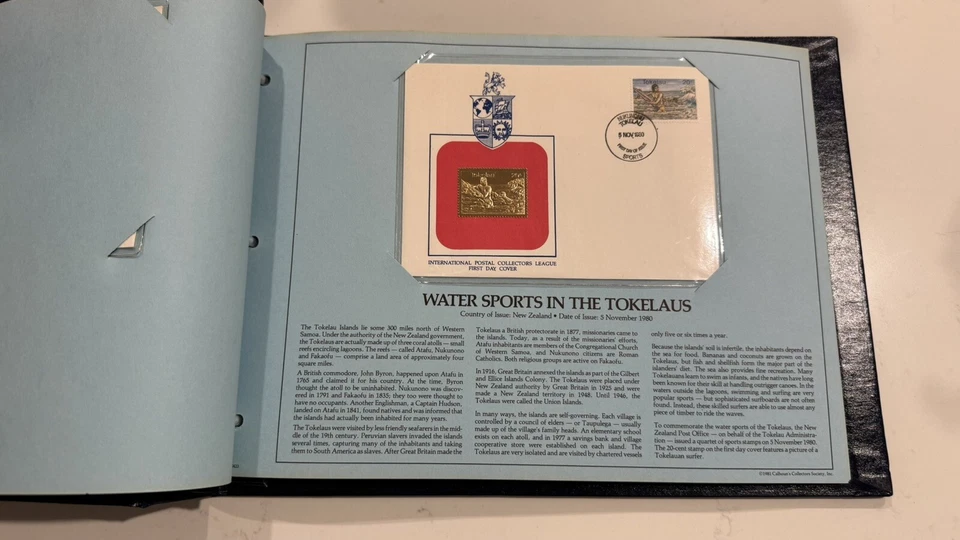 Tokelau 20c
TOKELAU
5 NOV 1980
FIRST DAY OF ISSUE
SPORTS
Tokelau 20c
INTERNATIONAL POSTAL COLLECTORS LEAGUE
FIRST DAY COVER
WATER SPORTS IN THE TOKELAUS
Country of Issue: New Zealand • Date of Issue: 5 November 1980
The Tokelau Islands lie some 300 miles north of Western
Samoa. Under the authority of the New Zealand government,
the Tokelaus are actually made up of three coral atolls — small
reefs encircling lagoons. The reefs — called Atafu, Nukunono
and Fakaofu — comprise a land area of approximately four
square miles.
A British commodore, John Byron, happened upon Atafu in
1765 and claimed it for his country. At the time, Byron
thought the atoll to be uninhabited. Nukunono was discov-
ered in 1791 and Fakaofu in 1835; they too were thought to
have no occupants. Another Englishman, a Captain Hudson,
landed on Atafu in 1841, found natives and was informed that
the islands had actually been inhabited for many years.
The Tokelaus were visited by less friendly seafarers in the mid-
dle of the 19th century. Peruvian slavers invaded the islands
several times, capturing many of the inhabitants and taking
them to South America as slaves. After Great Britain made the
Tokelaus a British protectorate in 1877, missionaries came to
the islands. Today, as a result of the missionaries' efforts,
Atafu inhabitants are members of the Congregational Church
of Western Samoa, and Nukunono citizens are Roman
Catholics. Both religious groups are active on Fakaofu.
In 1916, Great Britain annexed the islands as part of the Gilbert
and Ellice Islands Colony. The Tokelaus were placed under
New Zealand authority by Great Britain in 1925 and were
made a New Zealand territory in 1948. Until 1946, the
Tokelaus were called the Union Islands.
In many ways, the islands are self-governing. Each village is
controlled by a council of elders — or Taupulega — usually
made up of the village's family heads. An elementary school
exists on each atoll, and in 1977 a savings bank and village
cooperative store were established on each island. The
Tokelaus are very isolated and are visited by chartered vessels
only five or six times a year.
Because the islands' soil is infertile, the inhabitants depend on
the sea for food. Bananas and coconuts are grown on the
Tokelaus, but fish and shellfish form the major part of the
islanders' diet. The sea also provides fine recreation. Many
Tokelauans learn to swim as infants, and the natives have long
been known for their skill at handling outrigger canoes. In the
waters outside the lagoons, swimming and surfing are very
popular sports — but sophisticated surfboards are not often
found. Instead, these skilled surfers are able to use almost any
piece of timber to ride the waves.
To commemorate the water sports of the Tokelaus, the New
Zealand Post Office — on behalf of the Tokelau Administra-
tion — issued a quartet of sports stamps on 5 November 1980.
The 20-cent stamp on the first day cover features a picture of a
Tokelauan surfer.
©1981 Calhoun's Collectors Society, Inc.